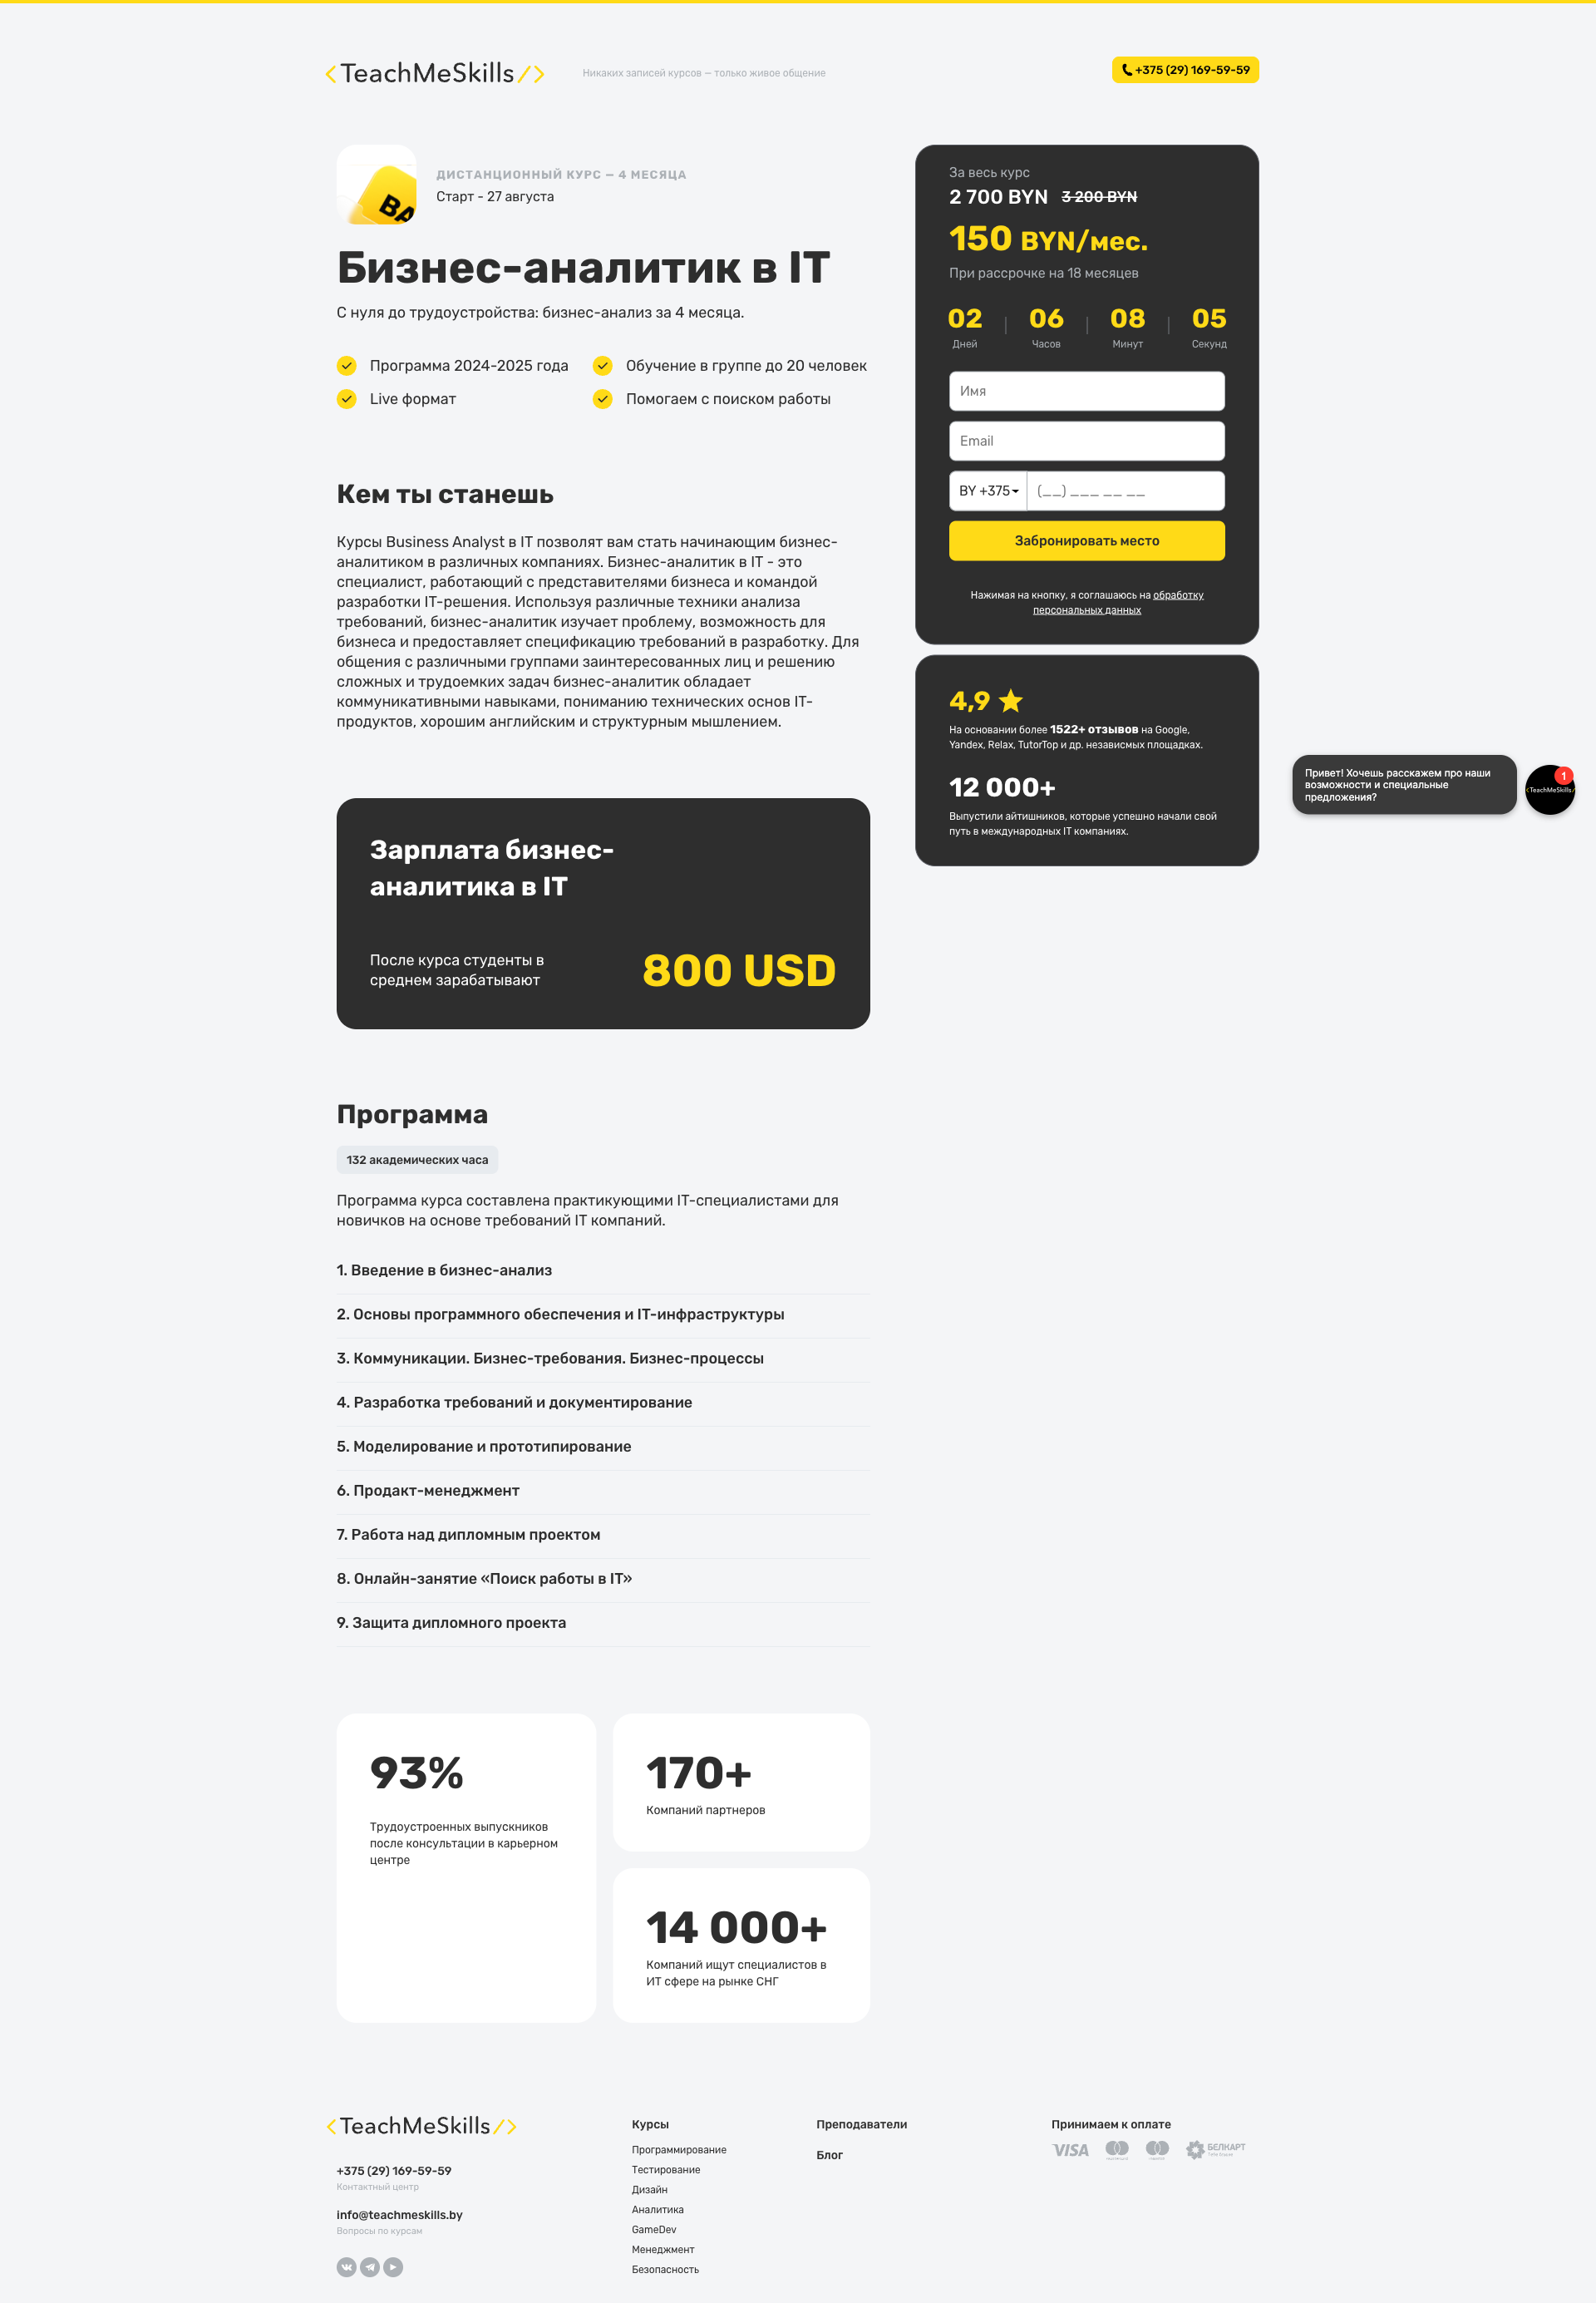 <TeachMeSkills/>
Никаких записей курсов — только живое общение
+375 (29) 169-59-59
BA
ДИСТАНЦИОННЫЙ КУРС — 4 МЕСЯЦА
Старт - 27 августа
Бизнес-аналитик в IT
С нуля до трудоустройства: бизнес-анализ за 4 месяца.
Программа 2024-2025 года
Обучение в группе до 20 человек
Live формат
Помогаем с поиском работы
За весь курс
2 700 BYN 3 200 BYN
150 BYN/мес.
При рассрочке на 18 месяцев
02 06 08 05
Дней Часов Минут Секунд
Имя
Email
BY +375 (__) ___ __ __
Забронировать место
Нажимая на кнопку, я соглашаюсь на обработку
персональных данных
4,9
На основании более 1522+ отзывов на Google,
Yandex, Relax, TutorTop и др. независмых площадках.
12 000+
Выпустили айтишников, которые успешно начали свой
путь в международных IT компаниях.
Привет! Хочешь расскажем про наши
возможности и специальные
предложения?
<TeachMeSkills/
1
Кем ты станешь
Курсы Business Analyst в IT позволят вам стать начинающим бизнес-
аналитиком в различных компаниях. Бизнес-аналитик в IT - это
специалист, работающий с представителями бизнеса и командой
разработки IT-решения. Используя различные техники анализа
требований, бизнес-аналитик изучает проблему, возможность для
бизнеса и предоставляет спецификацию требований в разработку. Для
общения с различными группами заинтересованных лиц и решению
сложных и трудоемких задач бизнес-аналитик обладает
коммуникативными навыками, пониманию технических основ IT-
продуктов, хорошим английским и структурным мышлением.
Зарплата бизнес-
аналитика в IT
После курса студенты в
среднем зарабатывают
800 USD
Программа
132 академических часа
Программа курса составлена практикующими IT-специалистами для
новичков на основе требований IT компаний.
1. Введение в бизнес-анализ
2. Основы программного обеспечения и IT-инфраструктуры
3. Коммуникации. Бизнес-требования. Бизнес-процессы
4. Разработка требований и документирование
5. Моделирование и прототипирование
6. Продакт-менеджмент
7. Работа над дипломным проектом
8. Онлайн-занятие «Поиск работы в IT»
9. Защита дипломного проекта
93%
Трудоустроенных выпускников
после консультации в карьерном
центре
170+
Компаний партнеров
14 000+
Компаний ищут специалистов в
ИТ сфере на рынке СНГ
<TeachMeSkills/>
+375 (29) 169-59-59
Контактный центр
info@teachmeskills.by
Вопросы по курсам
Курсы
Программирование
Тестирование
Дизайн
Аналитика
GameDev
Менеджмент
Безопасность
Преподаватели
Блог
Принимаем к оплате
VISA
БЕЛКАРТ